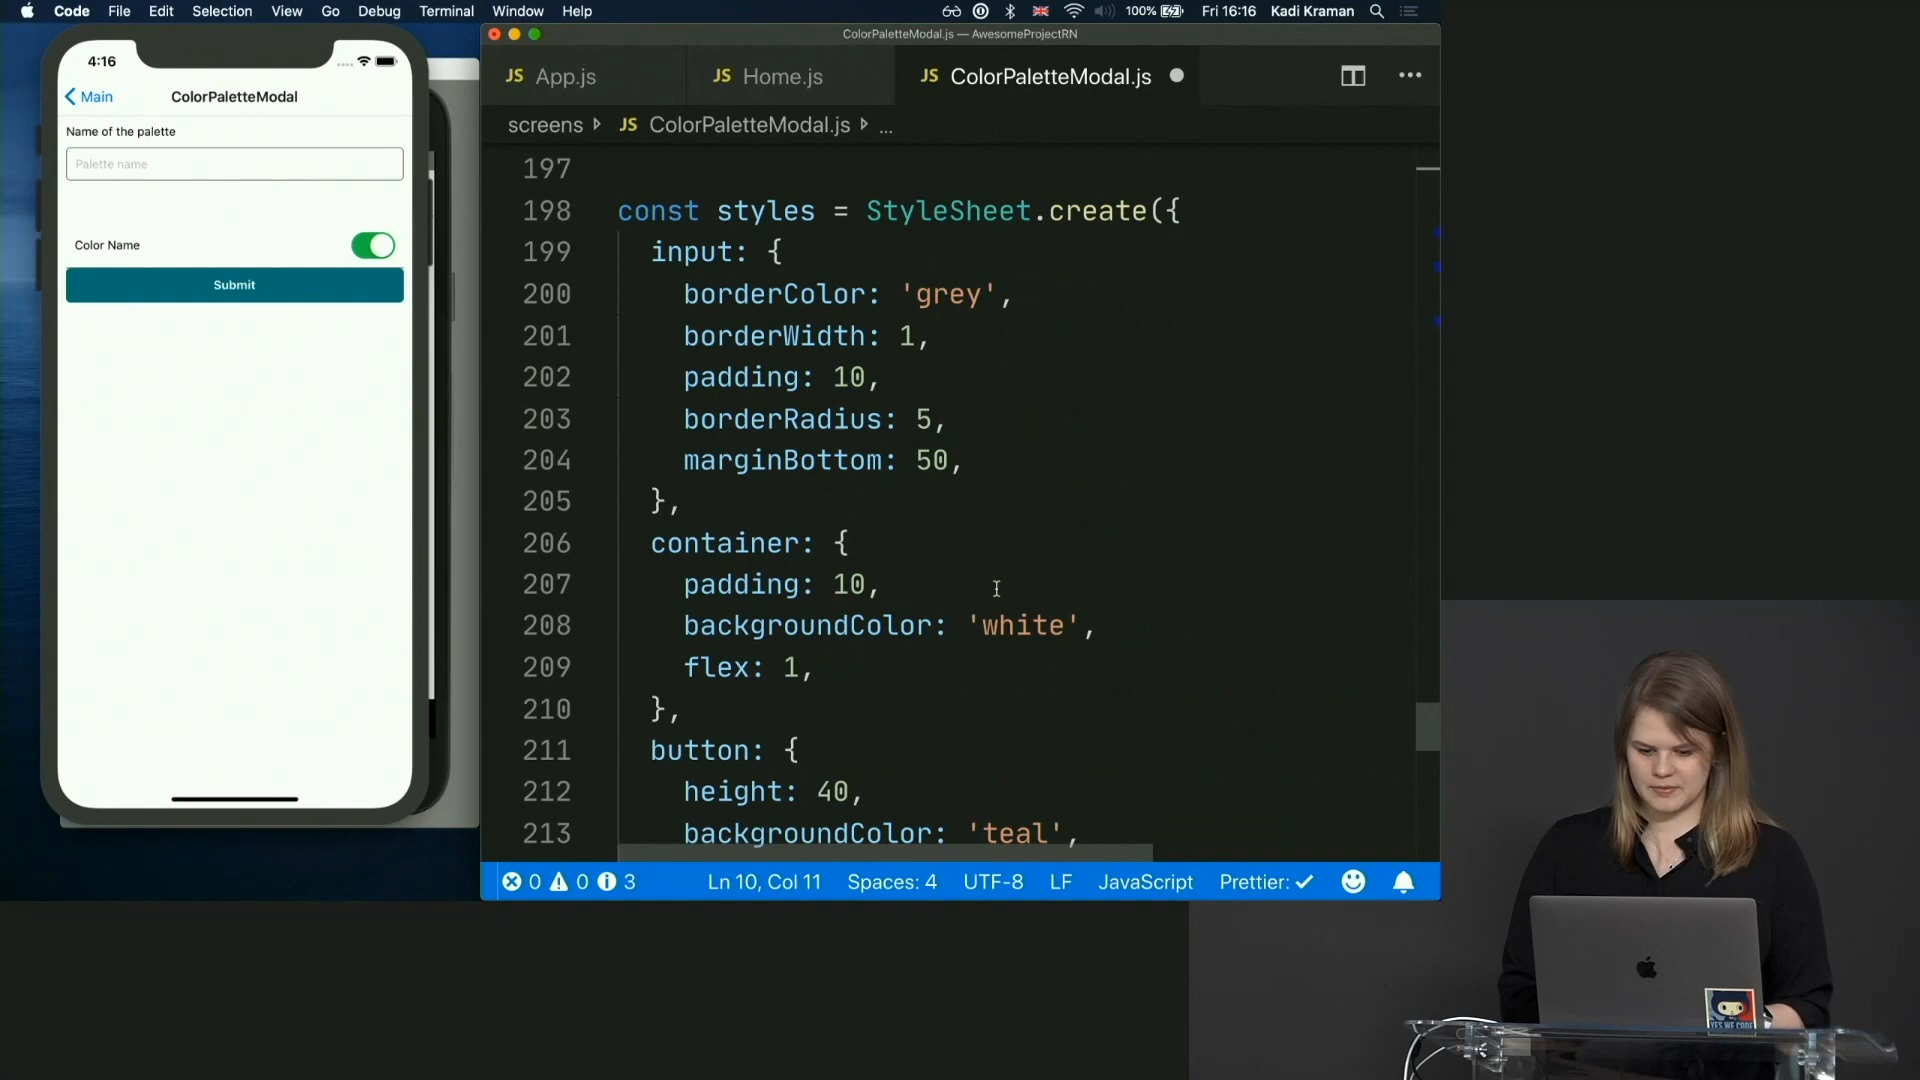 Code File Edit Selection View Go Debug Terminal Window Help
100% Fri 16:16 Kadi Kraman
4:16
Main ColorPaletteModal
Name of the palette
Palette name
Color Name
Submit
ColorPaletteModal.js — AwesomeProjectRN
JS App.js JS Home.js JS ColorPaletteModal.js
screens JS ColorPaletteModal.js ...
197
198 const styles = StyleSheet.create({
199 input: {
200 borderColor: 'grey',
201 borderWidth: 1,
202 padding: 10,
203 borderRadius: 5,
204 marginBottom: 50,
205 },
206 container: {
207 padding: 10,
208 backgroundColor: 'white',
209 flex: 1,
210 },
211 button: {
212 height: 40,
213 backgroundColor: 'teal',
0 0 3 Ln 10, Col 11 Spaces: 4 UTF-8 LF JavaScript Prettier:
YES WE CODE